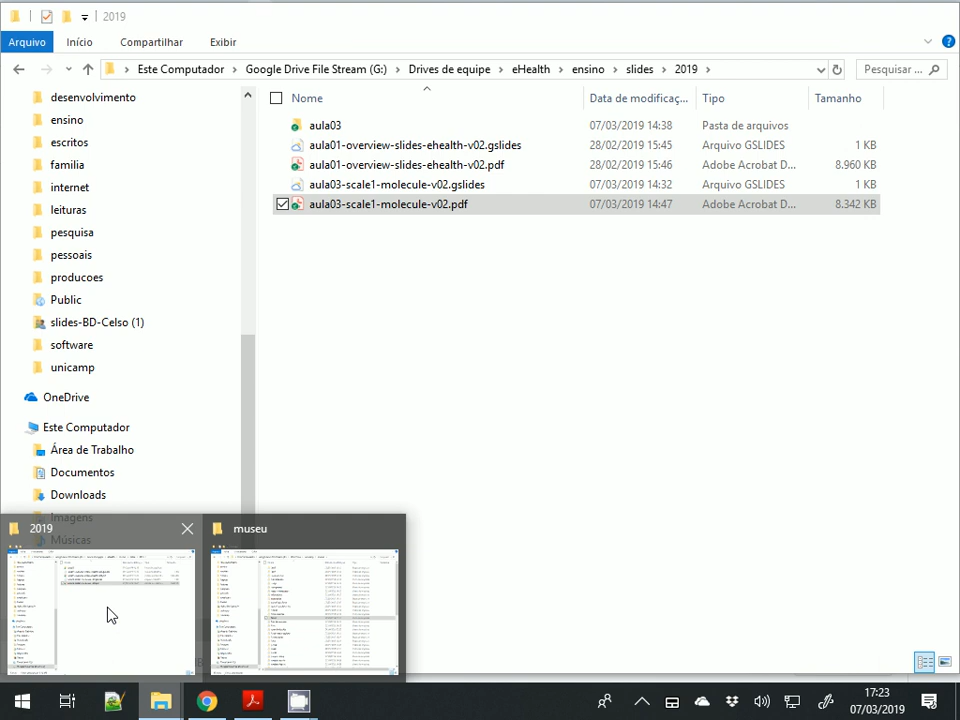 2019
Arquivo Início Compartilhar Exibir
Este Computador Google Drive File Stream (G:) Drives de equipe eHealth ensino slides 2019 Pesquisar ...
desenvolvimento
ensino
escritos
familia
internet
leituras
pesquisa
pessoais
producoes
Public
slides-BD-Celso (1)
software
unicamp
OneDrive
Este Computador
Área de Trabalho
Documentos
Downloads
Imagens
Músicas
Nome Data de modificaç... Tipo Tamanho
aula03 07/03/2019 14:38 Pasta de arquivos
aula01-overview-slides-ehealth-v02.gslides 28/02/2019 15:45 Arquivo GSLIDES 1 KB
aula01-overview-slides-ehealth-v02.pdf 28/02/2019 15:46 Adobe Acrobat D... 8.960 KB
aula03-scale1-molecule-v02.gslides 07/03/2019 14:32 Arquivo GSLIDES 1 KB
aula03-scale1-molecule-v02.pdf 07/03/2019 14:47 Adobe Acrobat D... 8.342 KB
2019
museu
17:23
07/03/2019